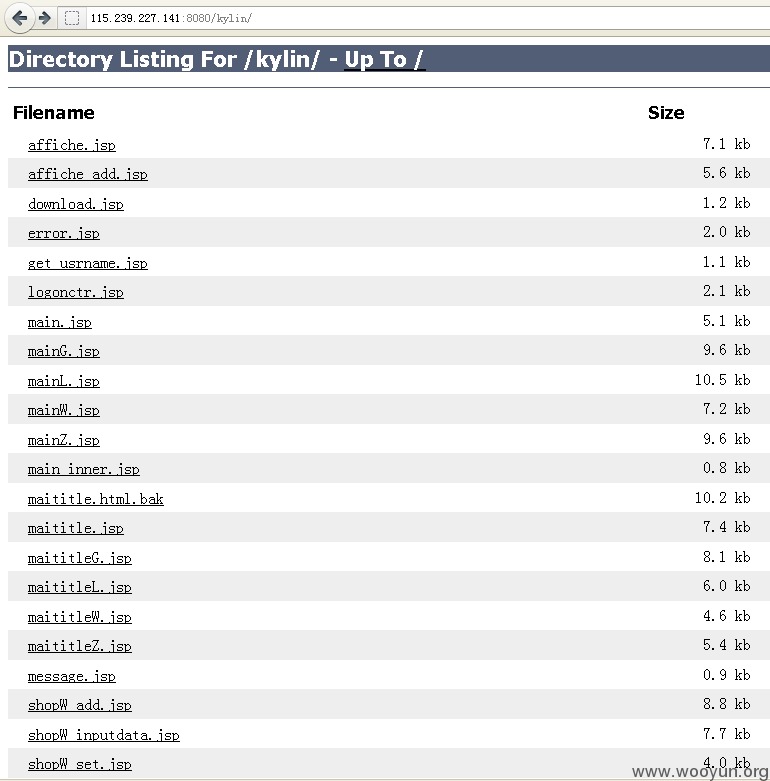 115.239.227.141:8080/kylin/
Directory Listing For /kylin/ - Up To /
Filename Size
affiche.jsp 7.1 kb
affiche_add.jsp 5.6 kb
download.jsp 1.2 kb
error.jsp 2.0 kb
get_usrname.jsp 1.1 kb
logonctr.jsp 2.1 kb
main.jsp 5.1 kb
mainG.jsp 9.6 kb
mainL.jsp 10.5 kb
mainW.jsp 7.2 kb
mainZ.jsp 9.6 kb
main_inner.jsp 0.8 kb
maititle.html.bak 10.2 kb
maititle.jsp 7.4 kb
maititleG.jsp 8.1 kb
maititleL.jsp 6.0 kb
maititleW.jsp 4.6 kb
maititleZ.jsp 5.4 kb
message.jsp 0.9 kb
shopW_add.jsp 8.8 kb
shopW_inputdata.jsp 7.7 kb
shopW_set.jsp 4.0 kb
www.wooyun.org